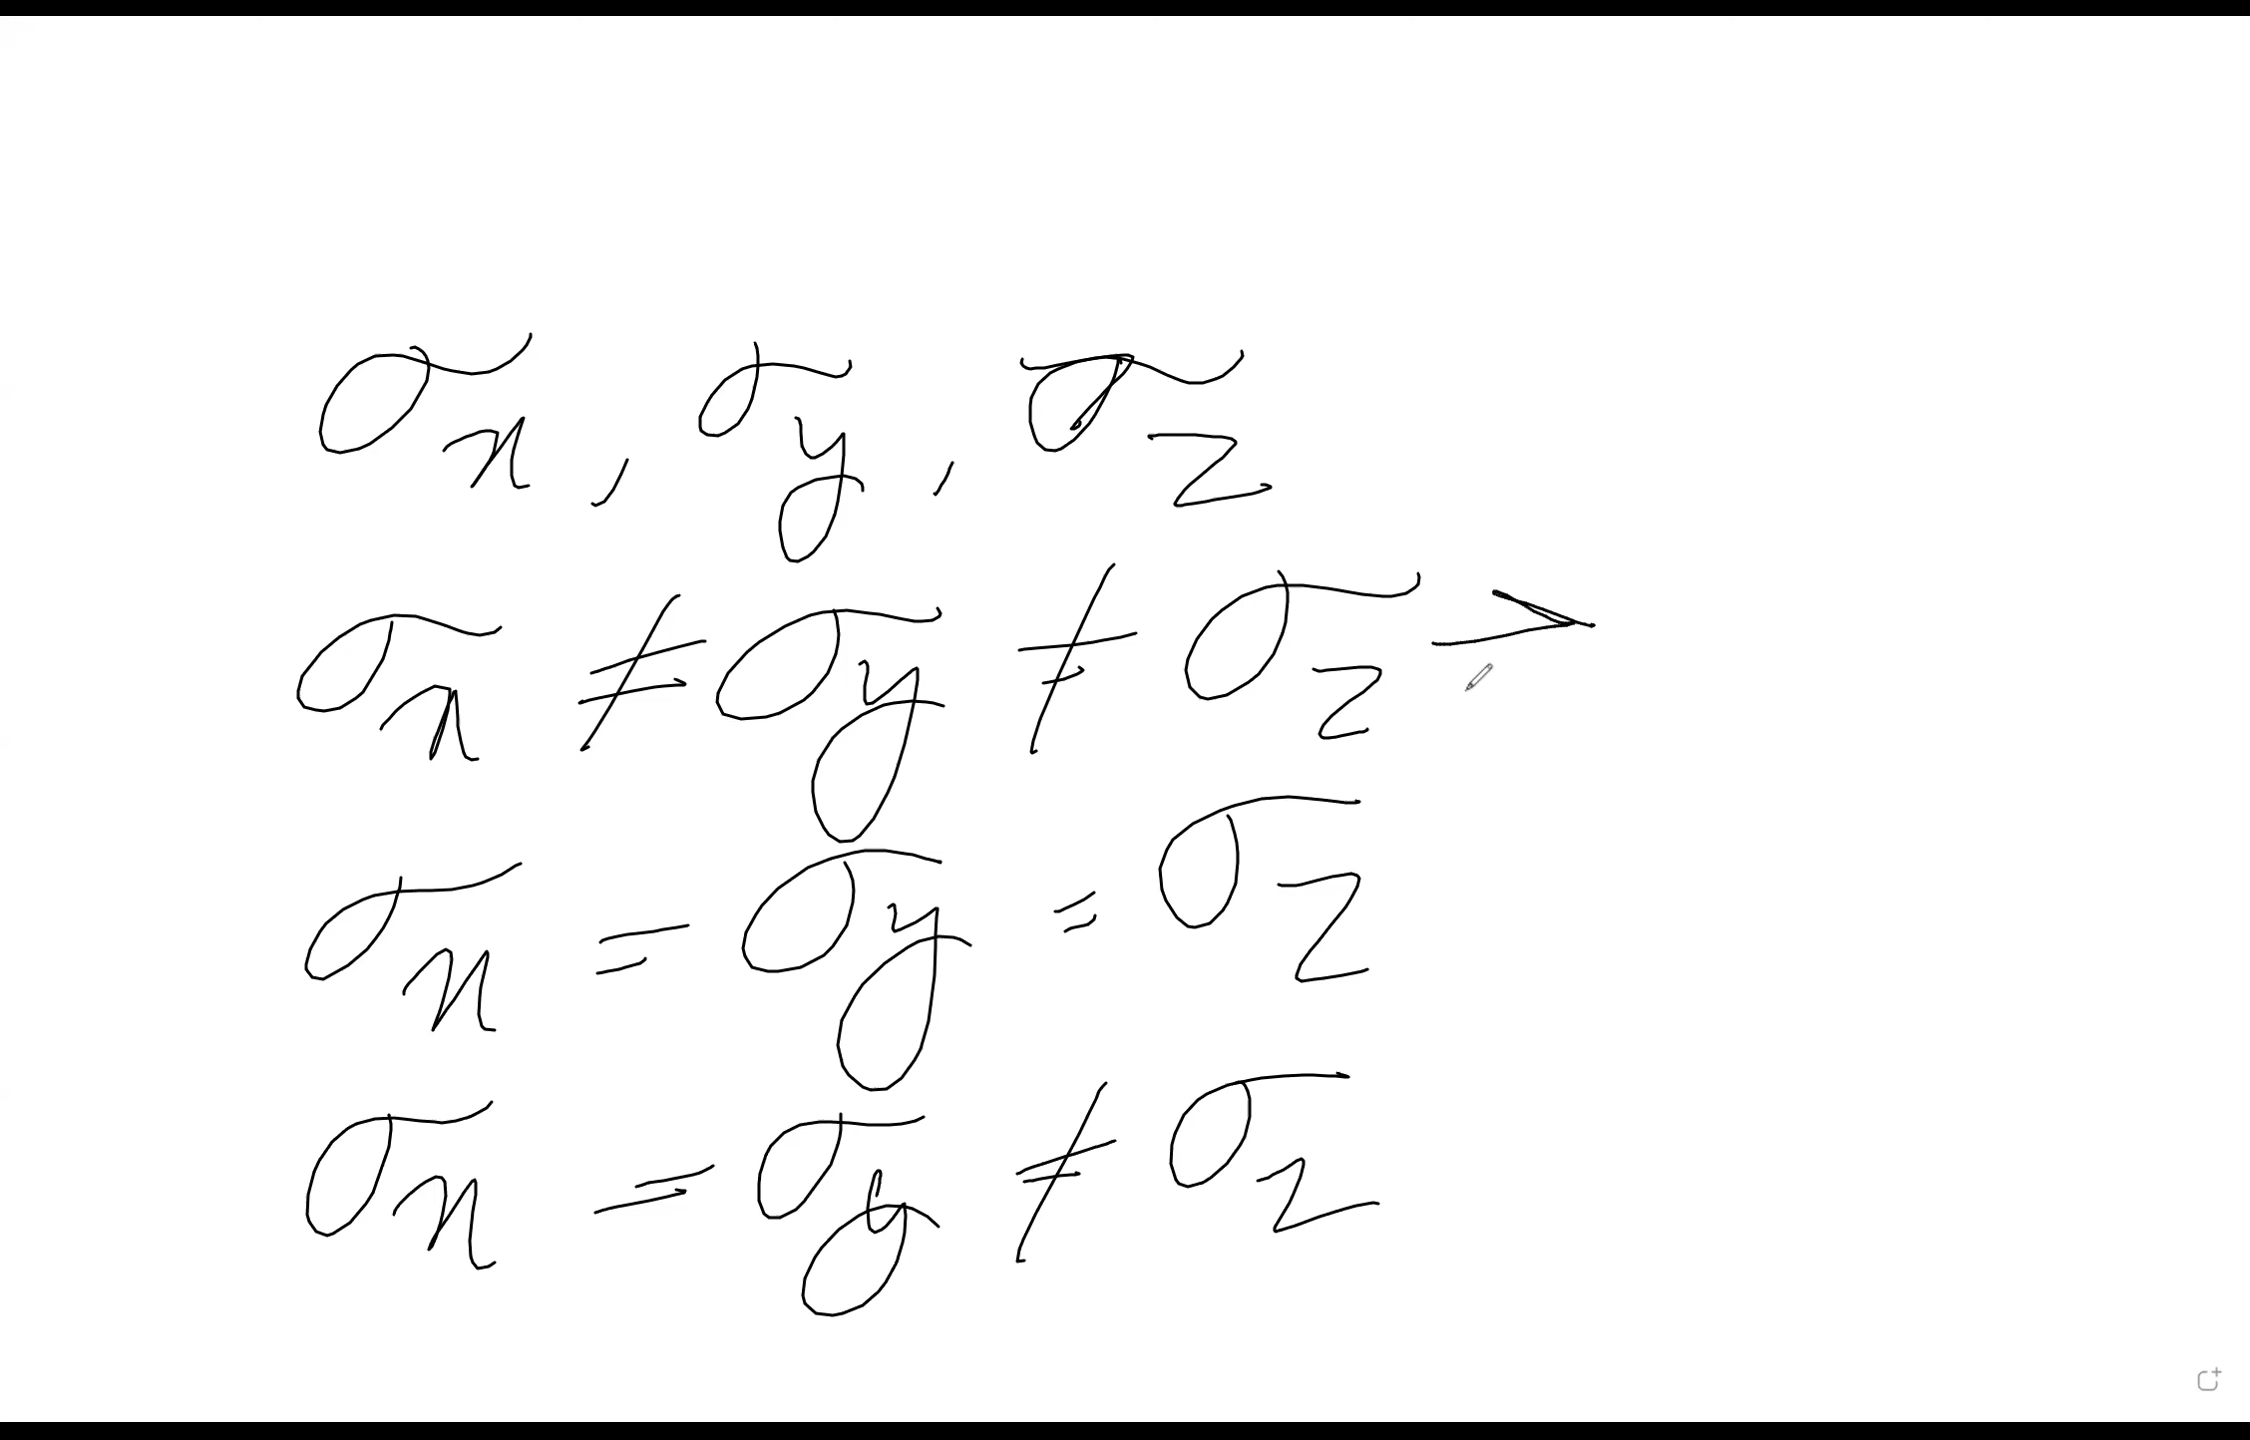 σx, σy, σz
σx ≠ σy ≠ σz →
σx = σy = σz
σx = σy ≠ σz